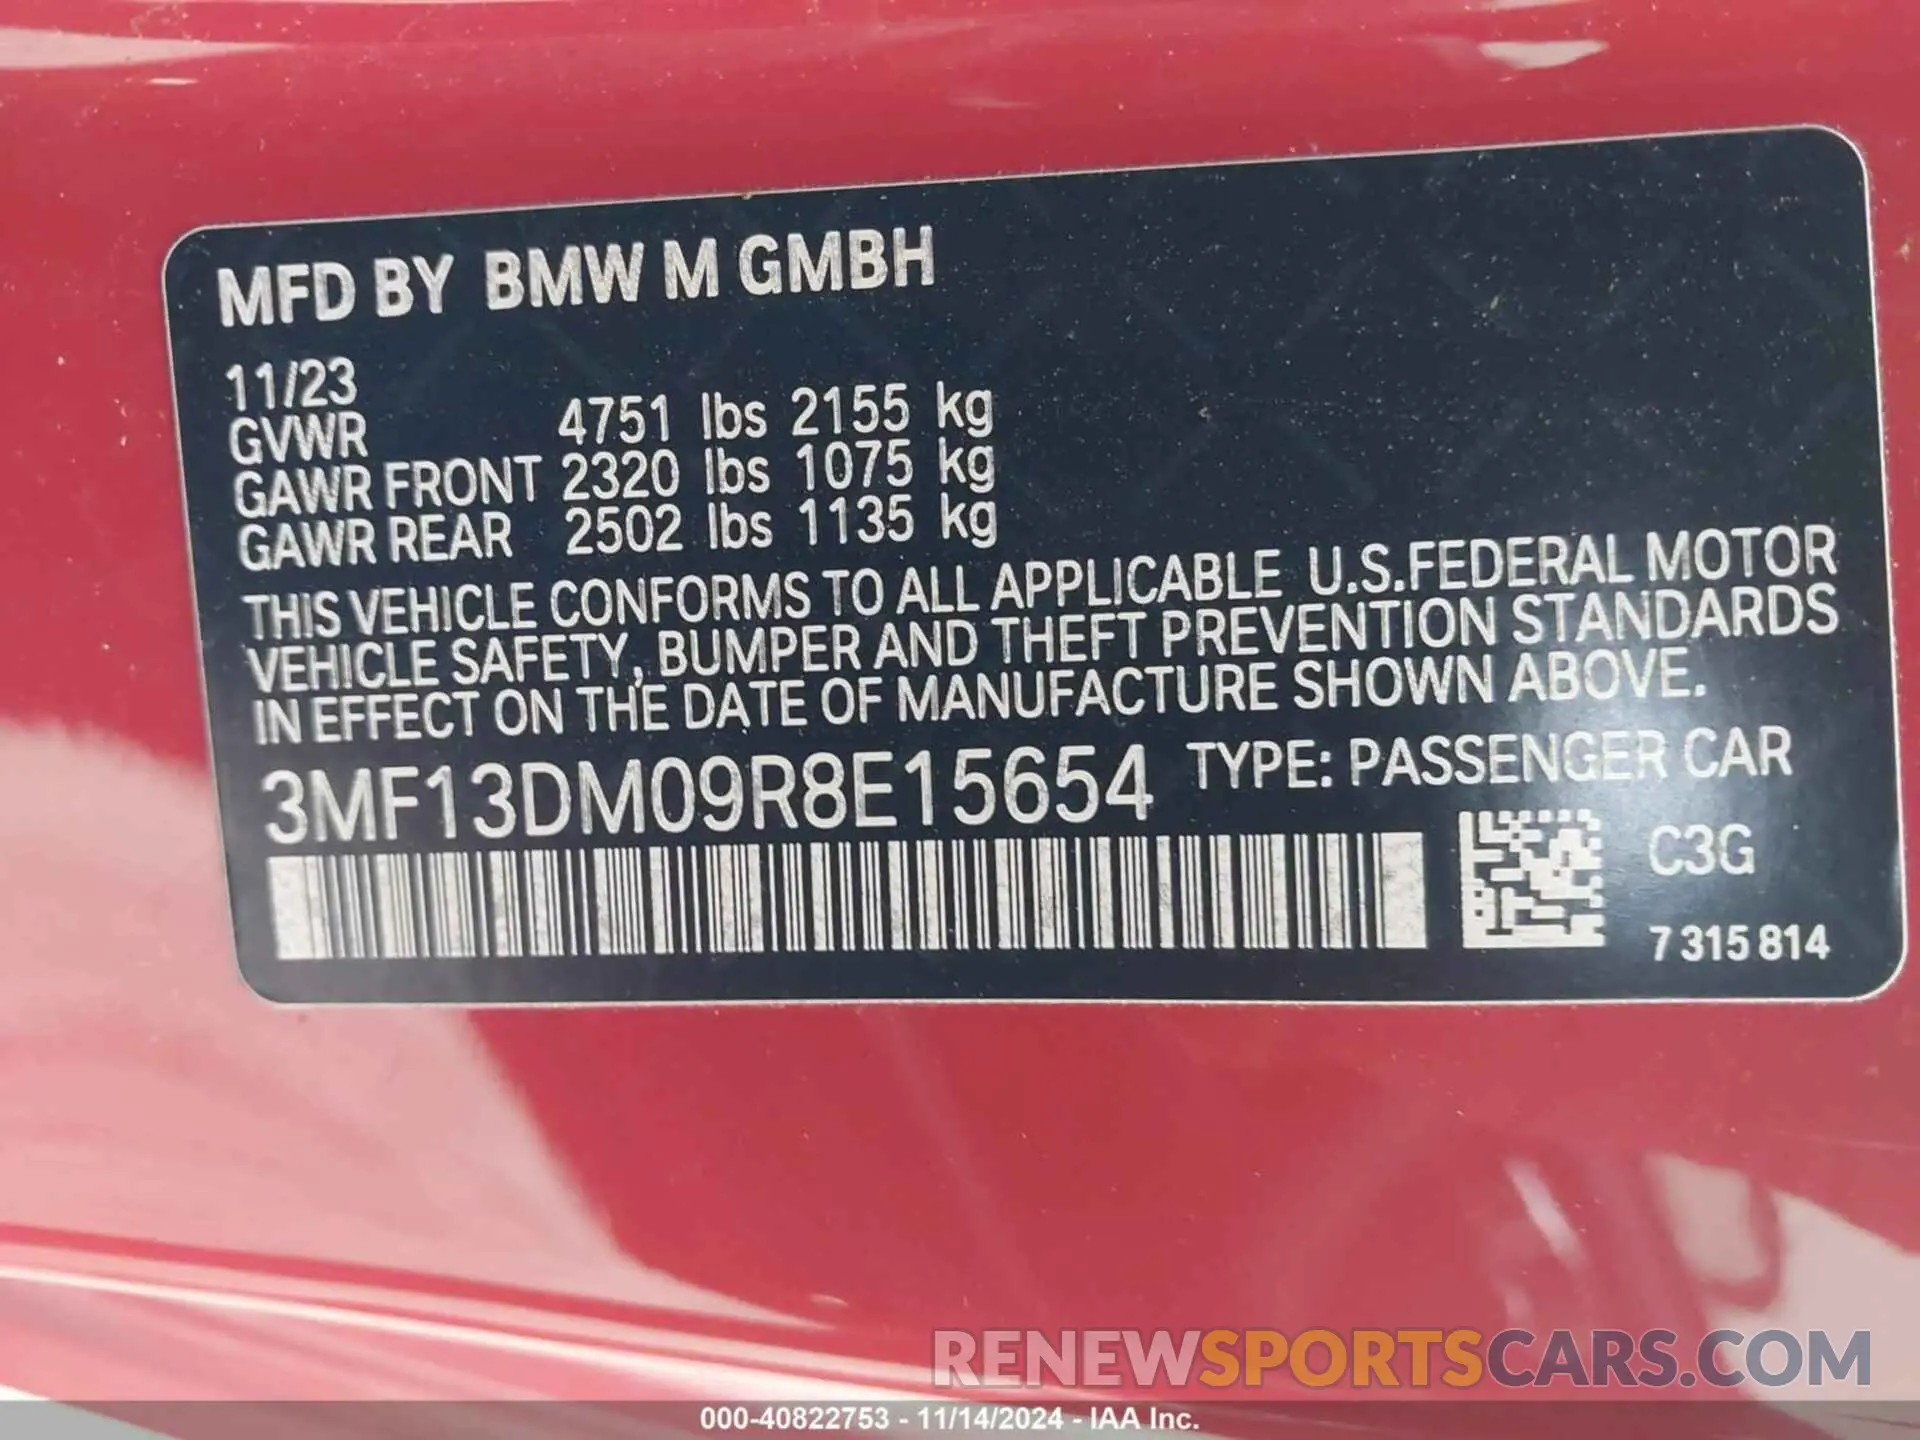 MFD BY BMW M GMBH
11/23
GVWR 4751 lbs 2155 kg
GAWR FRONT 2320 lbs 1075 kg
GAWR REAR 2502 lbs 1135 kg
THIS VEHICLE CONFORMS TO ALL APPLICABLE U.S.FEDERAL MOTOR
VEHICLE SAFETY, BUMPER AND THEFT PREVENTION STANDARDS
IN EFFECT ON THE DATE OF MANUFACTURE SHOWN ABOVE.
3MF13DM09R8E15654 TYPE: PASSENGER CAR
C3G
7 315 814
RENEWSPORTSCARS.COM
000-40822753 - 11/14/2024 - IAA Inc.